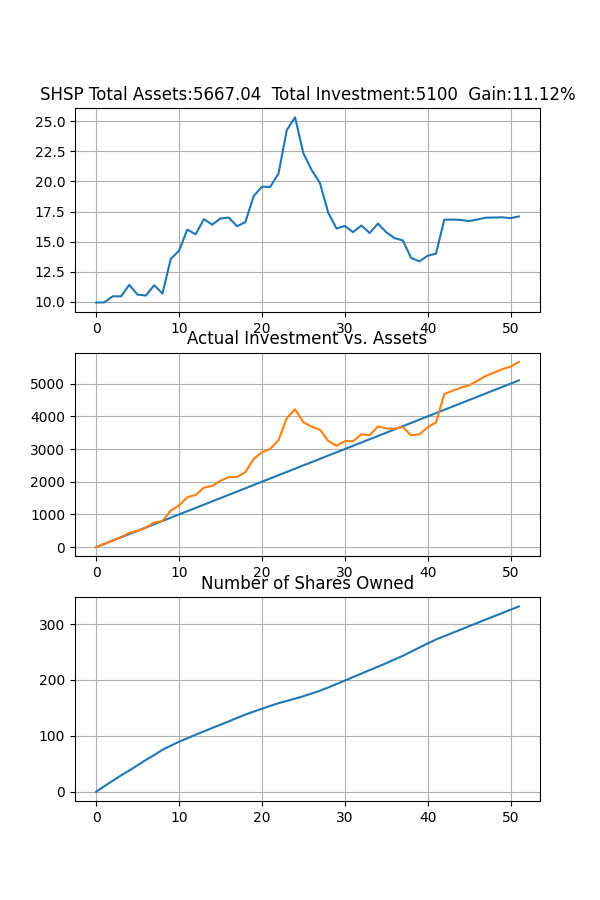 SHSP Total Assets:5667.04  Total Investment:5100  Gain:11.12%
25.0
22.5
20.0
17.5
15.0
12.5
10.0
0 10 20 30 40 50
Actual Investment vs. Assets
5000
4000
3000
2000
1000
0
0 10 20 30 40 50
Number of Shares Owned
300
200
100
0
0 10 20 30 40 50